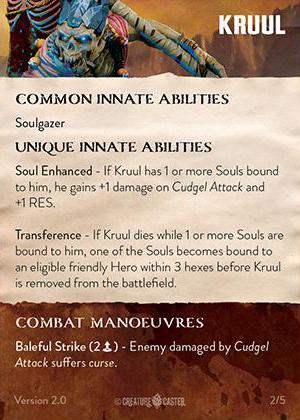 KRUUL
COMMON INNATE ABILITIES
Soulgazer
UNIQUE INNATE ABILITIES
Soul Enhanced - If Kruul has 1 or more Souls bound
to him, he gains +1 damage on Cudgel Attack and
+1 RES.
Transference - If Kruul dies while 1 or more Souls are
bound to him, one of the Souls becomes bound to
an eligible friendly Hero within 3 hexes before Kruul
is removed from the battlefield.
COMBAT MANOEUVRES
Baleful Strike (2) - Enemy damaged by Cudgel
Attack suffers curse.
Version 2.0
© CREATURE CASTER
2/5